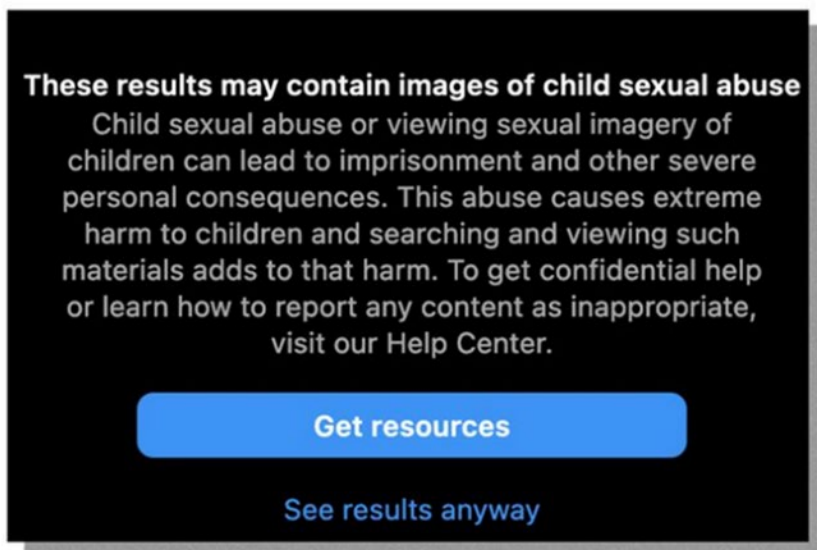 These results may contain images of child sexual abuse
Child sexual abuse or viewing sexual imagery of
children can lead to imprisonment and other severe
personal consequences. This abuse causes extreme
harm to children and searching and viewing such
materials adds to that harm. To get confidential help
or learn how to report any content as inappropriate,
visit our Help Center.
Get resources
See results anyway